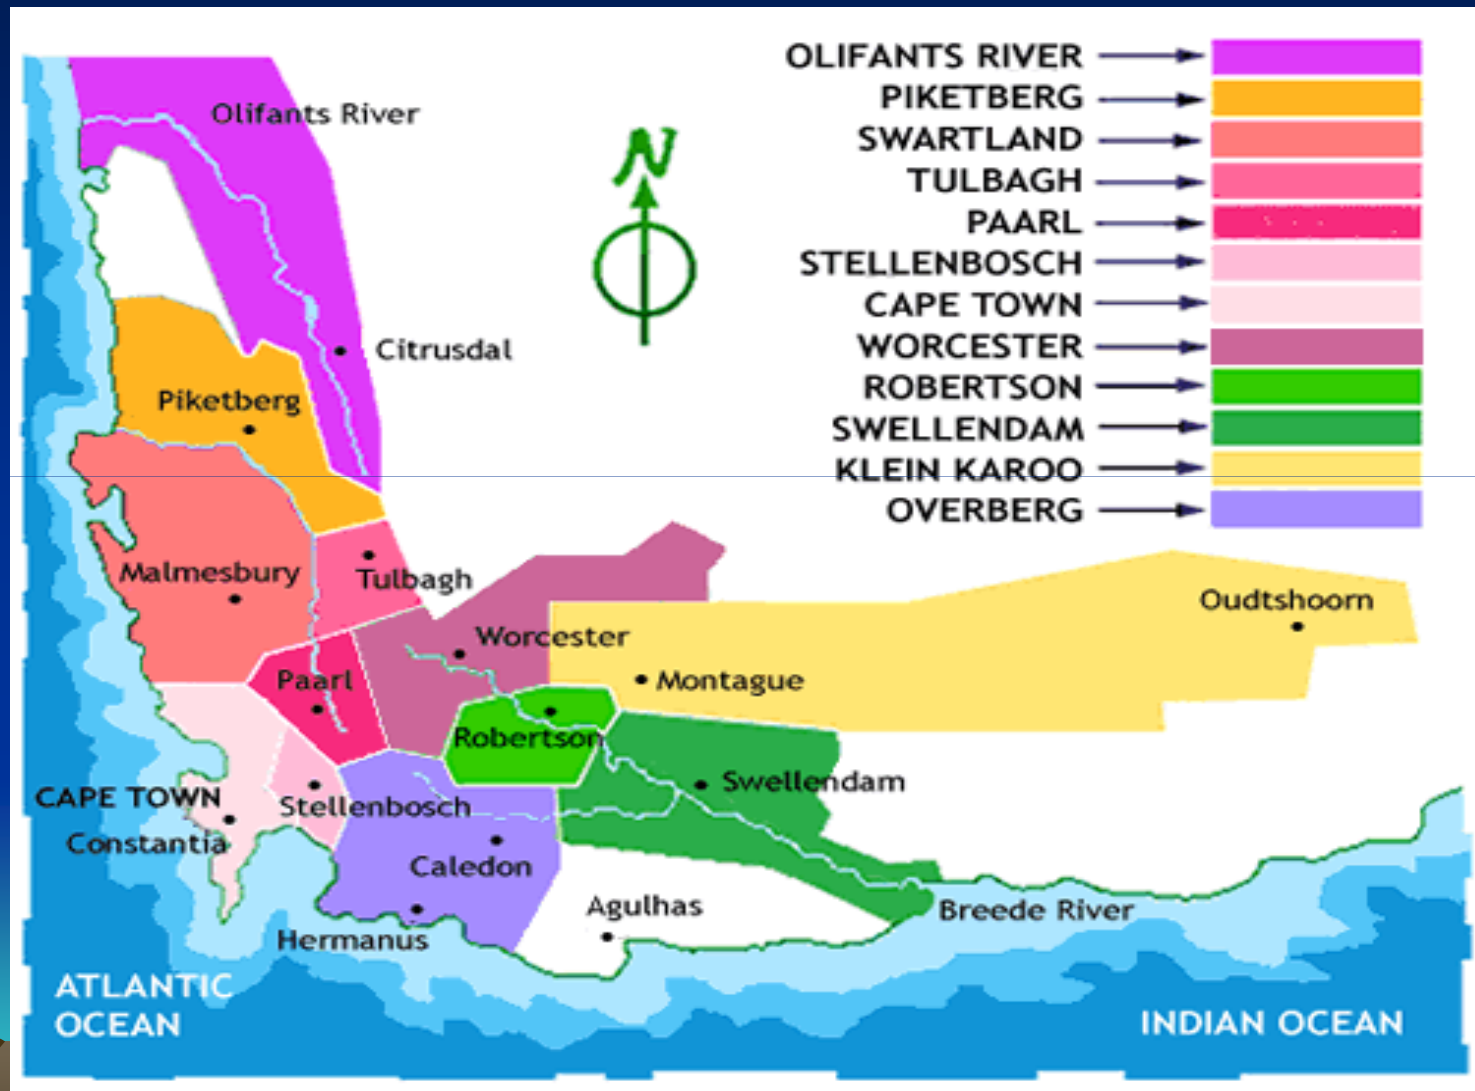 OLIFANTS RIVER
PIKETBERG
SWARTLAND
TULBAGH
PAARL
STELLENBOSCH
CAPE TOWN
WORCESTER
ROBERTSON
SWELLENDAM
KLEIN KAROO
OVERBERG
N
Olifants River
Citrusdal
Piketberg
Malmesbury
Tulbagh
Oudtshoorn
Worcester
Paarl
Montague
Robertson
Swellendam
CAPE TOWN
Stellenbosch
Constantia
Caledon
Agulhas
Breede River
Hermanus
ATLANTIC
OCEAN
INDIAN OCEAN